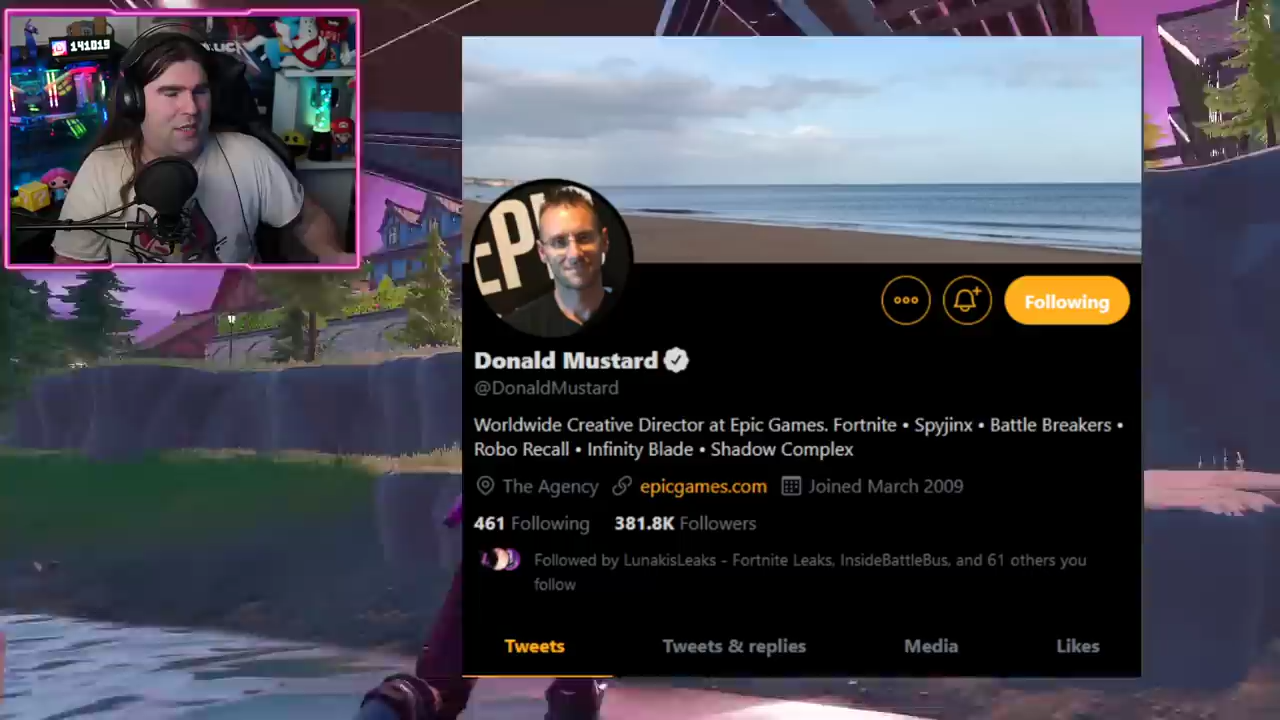 141019
EPI
Following
Donald Mustard
@DonaldMustard
Worldwide Creative Director at Epic Games. Fortnite • Spyjinx • Battle Breakers •
Robo Recall • Infinity Blade • Shadow Complex
The Agency epicgames.com Joined March 2009
461 Following 381.8K Followers
Followed by LunakisLeaks - Fortnite Leaks, InsideBattleBus, and 61 others you
follow
Tweets Tweets & replies Media Likes